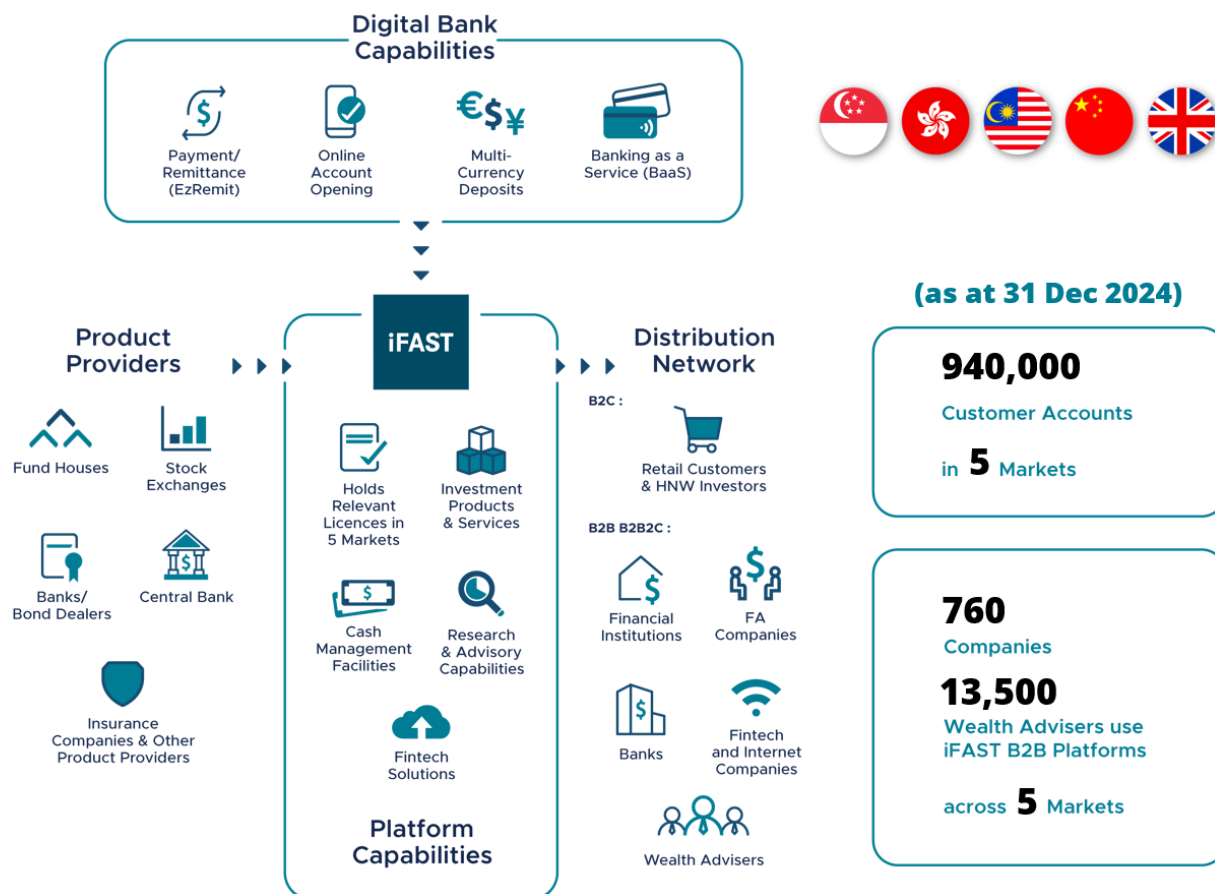 Digital Bank
Capabilities
Payment/
Remittance
(EzRemit)
Online
Account
Opening
€$¥
Multi-
Currency
Deposits
Banking as a
Service (BaaS)
Product
Providers
Fund Houses
Stock
Exchanges
Banks/
Bond Dealers
Central Bank
Insurance
Companies & Other
Product Providers
iFAST
Holds
Relevant
Licences in
5 Markets
Investment
Products
& Services
Cash
Management
Facilities
Research
& Advisory
Capabilities
Fintech
Solutions
Platform
Capabilities
Distribution
Network
B2C :
Retail Customers
& HNW Investors
B2B B2B2C :
Financial
Institutions
FA
Companies
Banks
Fintech
and Internet
Companies
Wealth Advisers
(as at 31 Dec 2024)
940,000
Customer Accounts
in 5 Markets
760
Companies
13,500
Wealth Advisers use
iFAST B2B Platforms
across 5 Markets